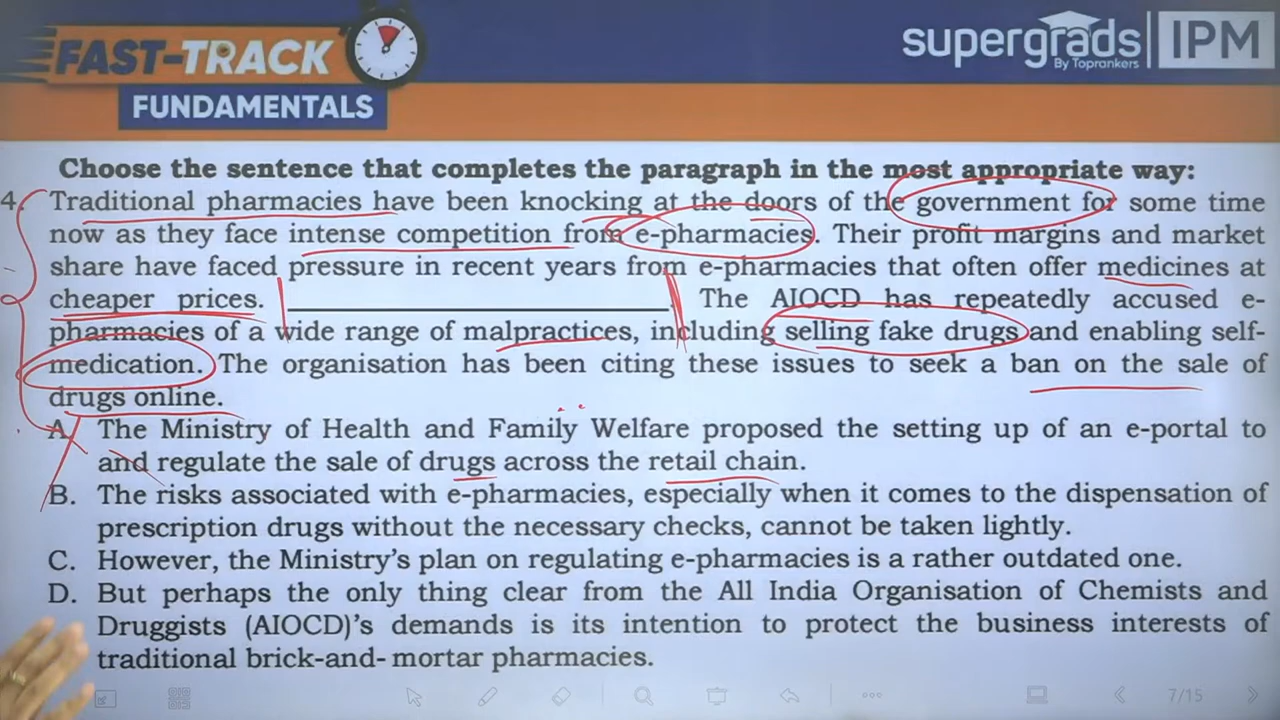 FAST-TRACK
FUNDAMENTALS
supergrads
By Toprankers
IPM
Choose the sentence that completes the paragraph in the most appropriate way:
4. Traditional pharmacies have been knocking at the doors of the government for some time
now as they face intense competition from e-pharmacies. Their profit margins and market
share have faced pressure in recent years from e-pharmacies that often offer medicines at
cheaper prices. ______________________. The AIOCD has repeatedly accused e-
pharmacies of a wide range of malpractices, including selling fake drugs and enabling self-
medication. The organisation has been citing these issues to seek a ban on the sale of
drugs online.
A. The Ministry of Health and Family Welfare proposed the setting up of an e-portal to
and regulate the sale of drugs across the retail chain.
B. The risks associated with e-pharmacies, especially when it comes to the dispensation of
prescription drugs without the necessary checks, cannot be taken lightly.
C. However, the Ministry's plan on regulating e-pharmacies is a rather outdated one.
D. But perhaps the only thing clear from the All India Organisation of Chemists and
Druggists (AIOCD)'s demands is its intention to protect the business interests of
traditional brick-and- mortar pharmacies.
7/15